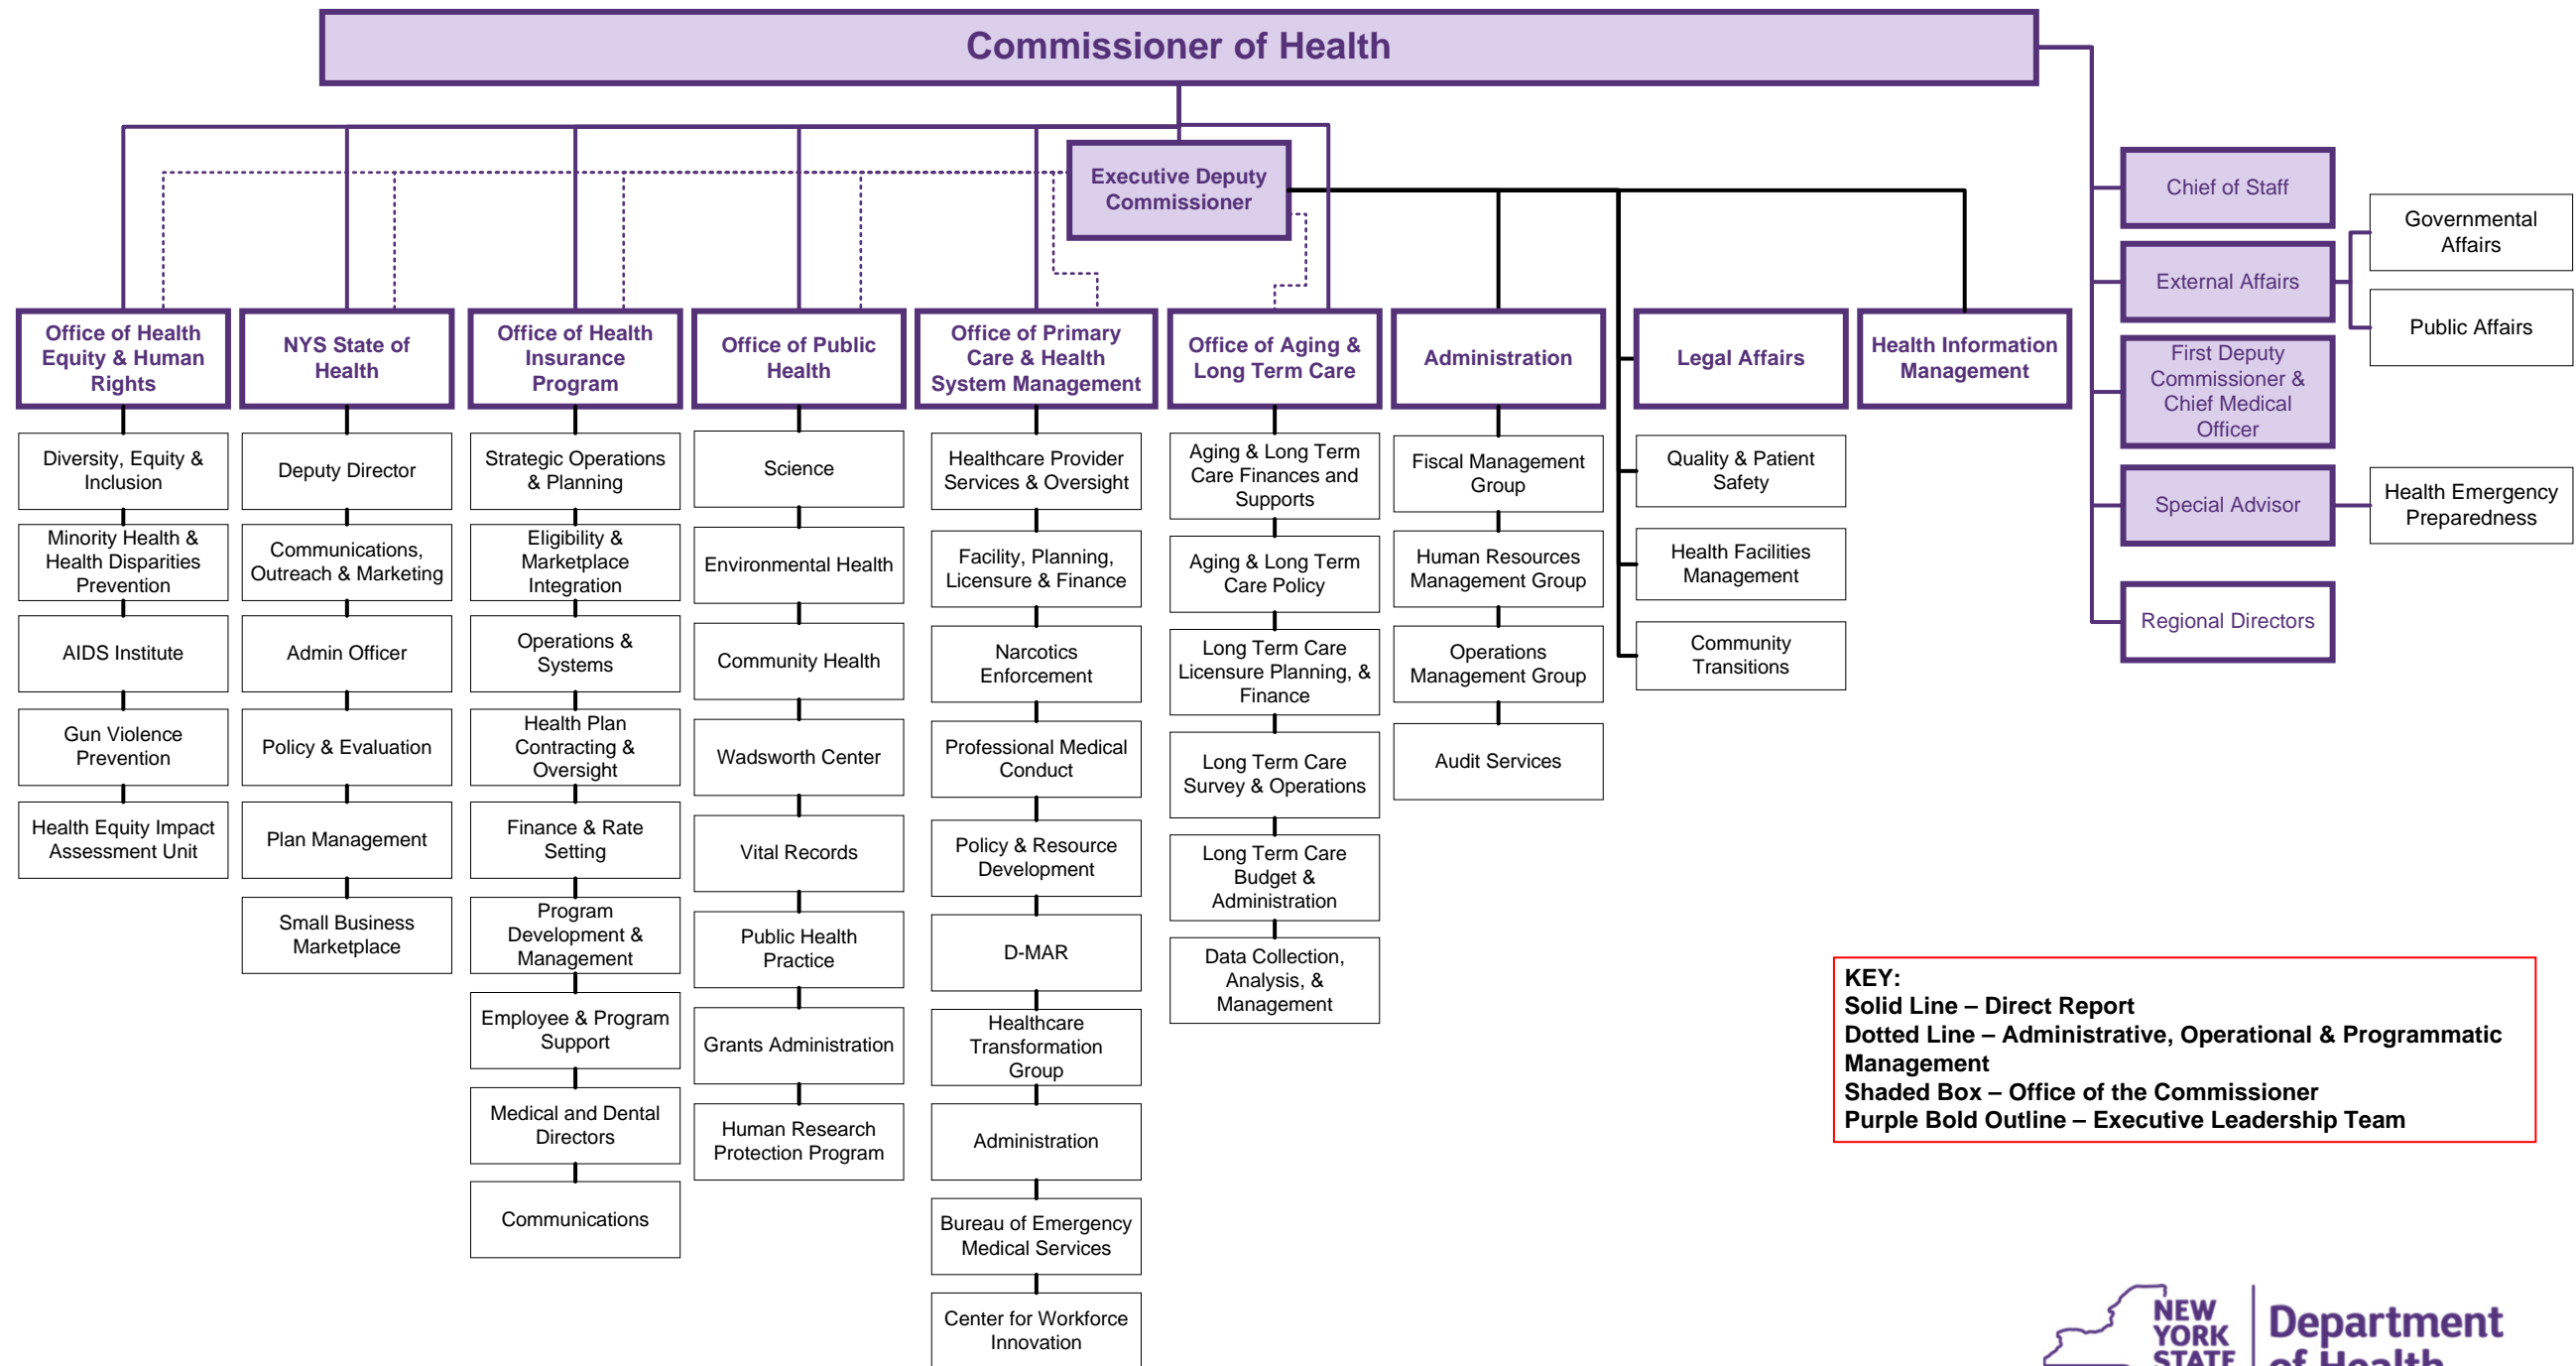 Commissioner of Health
Executive Deputy
Commissioner
Chief of Staff
External Affairs
First Deputy
Commissioner &
Chief Medical
Officer
Special Advisor
Regional Directors
Governmental
Affairs
Public Affairs
Health Emergency
Preparedness
Office of Health
Equity & Human
Rights
Diversity, Equity &
Inclusion
Minority Health &
Health Disparities
Prevention
AIDS Institute
Gun Violence
Prevention
Health Equity Impact
Assessment Unit
NYS State of
Health
Deputy Director
Communications,
Outreach & Marketing
Admin Officer
Policy & Evaluation
Plan Management
Small Business
Marketplace
Office of Health
Insurance
Program
Strategic Operations
& Planning
Eligibility &
Marketplace
Integration
Operations &
Systems
Health Plan
Contracting &
Oversight
Finance & Rate
Setting
Program
Development &
Management
Employee & Program
Support
Medical and Dental
Directors
Communications
Office of Public
Health
Science
Environmental Health
Community Health
Wadsworth Center
Vital Records
Public Health
Practice
Grants Administration
Human Research
Protection Program
Office of Primary
Care & Health
System Management
Healthcare Provider
Services & Oversight
Facility, Planning,
Licensure & Finance
Narcotics
Enforcement
Professional Medical
Conduct
Policy & Resource
Development
D-MAR
Healthcare
Transformation
Group
Administration
Bureau of Emergency
Medical Services
Center for Workforce
Innovation
Office of Aging &
Long Term Care
Aging & Long Term
Care Finances and
Supports
Aging & Long Term
Care Policy
Long Term Care
Licensure Planning, &
Finance
Long Term Care
Survey & Operations
Long Term Care
Budget &
Administration
Data Collection,
Analysis, &
Management
Administration
Fiscal Management
Group
Human Resources
Management Group
Operations
Management Group
Audit Services
Legal Affairs
Quality & Patient
Safety
Health Facilities
Management
Community
Transitions
Health Information
Management
KEY:
Solid Line – Direct Report
Dotted Line – Administrative, Operational & Programmatic
Management
Shaded Box – Office of the Commissioner
Purple Bold Outline – Executive Leadership Team
NEW
YORK
STATE
Department
of Health